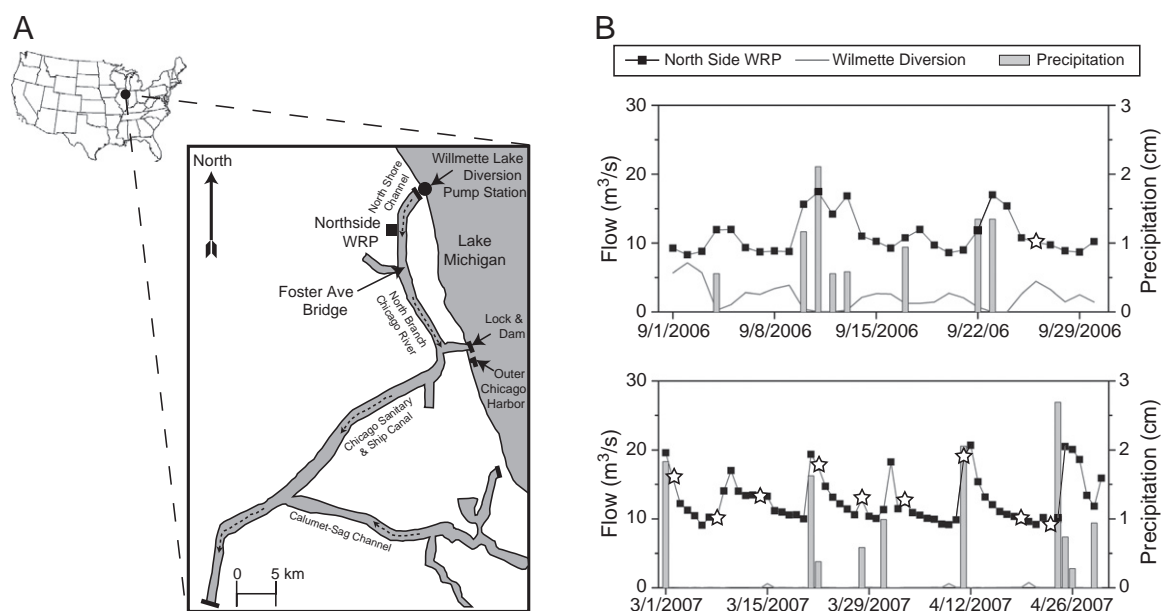 A
North
North Shore
Channel
Willmette Lake
Diversion
Pump Station
Northside
WRP
Lake
Michigan
Foster Ave
Bridge
North Branch
Chicago River
Lock &
Dam
Outer
Chicago
Harbor
Chicago Sanitary
& Ship Canal
Calumet-Sag Channel
0 5 km
B
North Side WRP Wilmette Diversion Precipitation
30 3
20 2
10 1
0 0
Flow (m³/s)
Precipitation (cm)
9/1/2006 9/8/2006 9/15/2006 9/22/06 9/29/2006
30 3
20 2
10 1
0 0
Flow (m³/s)
Precipitation (cm)
3/1/2007 3/15/2007 3/29/2007 4/12/2007 4/26/2007